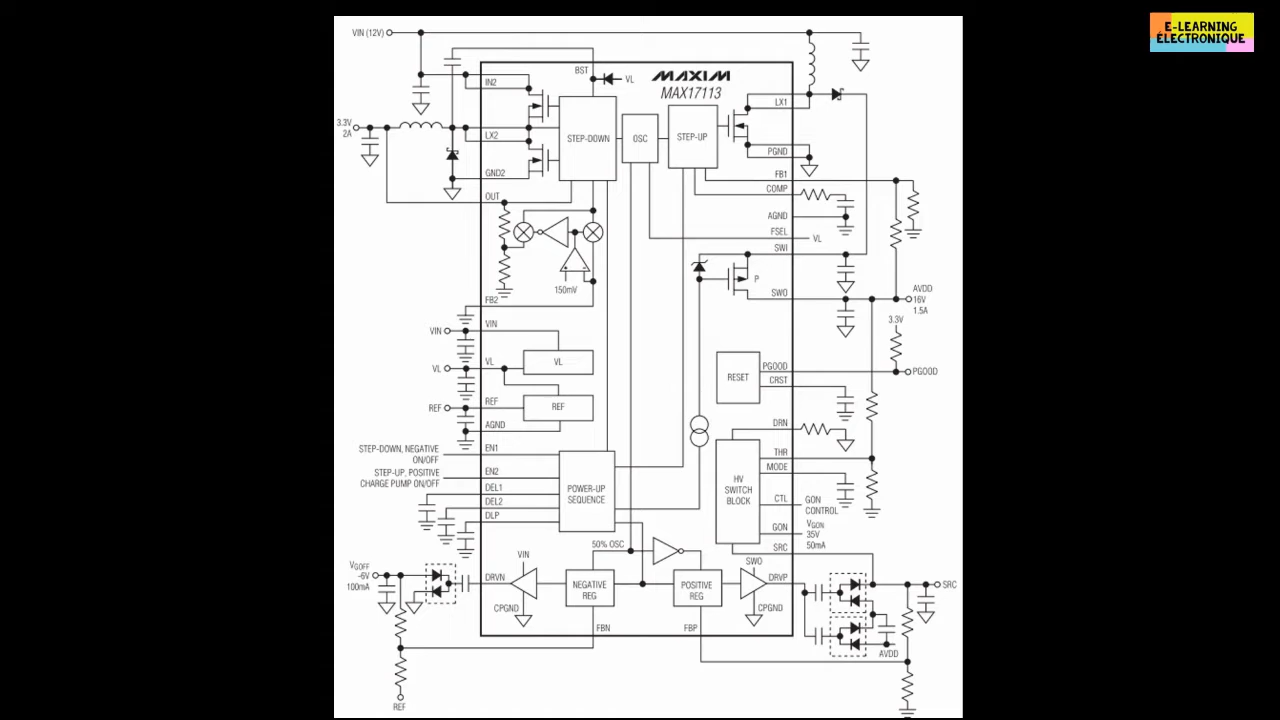 E-LEARNING
ÉLECTRONIQUE
VIN (12V)
BST
VL
MAXIM
MAX17113
IN2
LX1
3.3V
2A
STEP-DOWN
OSC
STEP-UP
LX2
PGND
GND2
FB1
COMP
OUT
AGND
FSEL
VL
SWI
P
150mV
AVDD
16V
1.5A
SWO
FB2
3.3V
VIN
VIN
VL
VL
VL
RESET
PGOOD
PGOOD
CRST
REF
REF
REF
AGND
DRN
STEP-DOWN, NEGATIVE
ON/OFF
EN1
THR
STEP-UP, POSITIVE
CHARGE PUMP ON/OFF
EN2
MODE
DEL1
DEL2
DLP
POWER-UP
SEQUENCE
HV
SWITCH
BLOCK
CTL
GON
CONTROL
GON
VGON
35V
50mA
SRC
50% OSC
VIN
SWO
VGOFF
-6V
100mA
DRVN
NEGATIVE
REG
POSITIVE
REG
DRVP
SRC
CPGND
CPGND
FBN
FBP
AVDD
REF